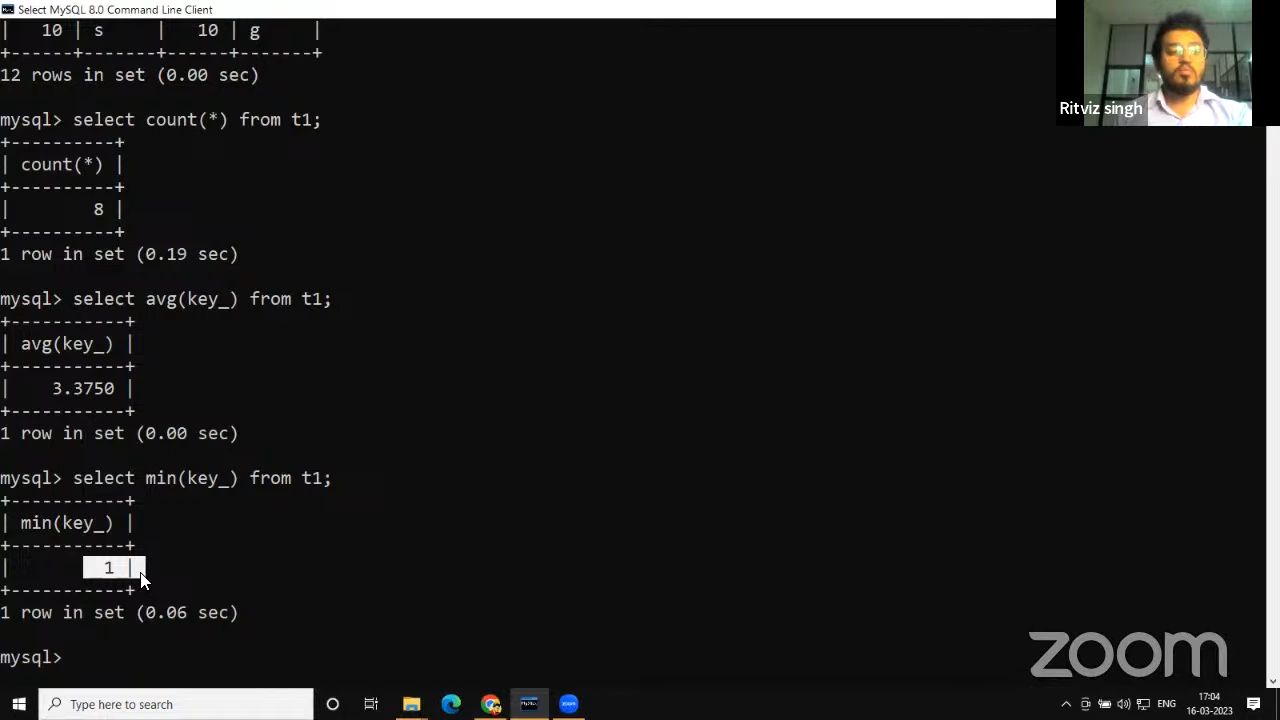 Select MySQL 8.0 Command Line Client
|   10 | s     |   10 | g     |
+------+-------+------+-------+
12 rows in set (0.00 sec)
mysql> select count(*) from t1;
+----------+
| count(*) |
+----------+
|        8 |
+----------+
1 row in set (0.19 sec)
mysql> select avg(key_) from t1;
+-----------+
| avg(key_) |
+-----------+
|    3.3750 |
+-----------+
1 row in set (0.00 sec)
mysql> select min(key_) from t1;
+-----------+
| min(key_) |
+-----------+
|         1 |
+-----------+
1 row in set (0.06 sec)
mysql>
Ritviz singh
zoom
Type here to search
zoom
ENG
17:04
16-03-2023